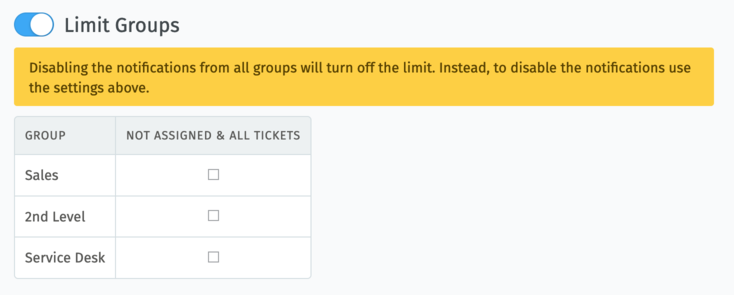 Limit Groups
Disabling the notifications from all groups will turn off the limit. Instead, to disable the notifications use
the settings above.
GROUP NOT ASSIGNED & ALL TICKETS
Sales
2nd Level
Service Desk